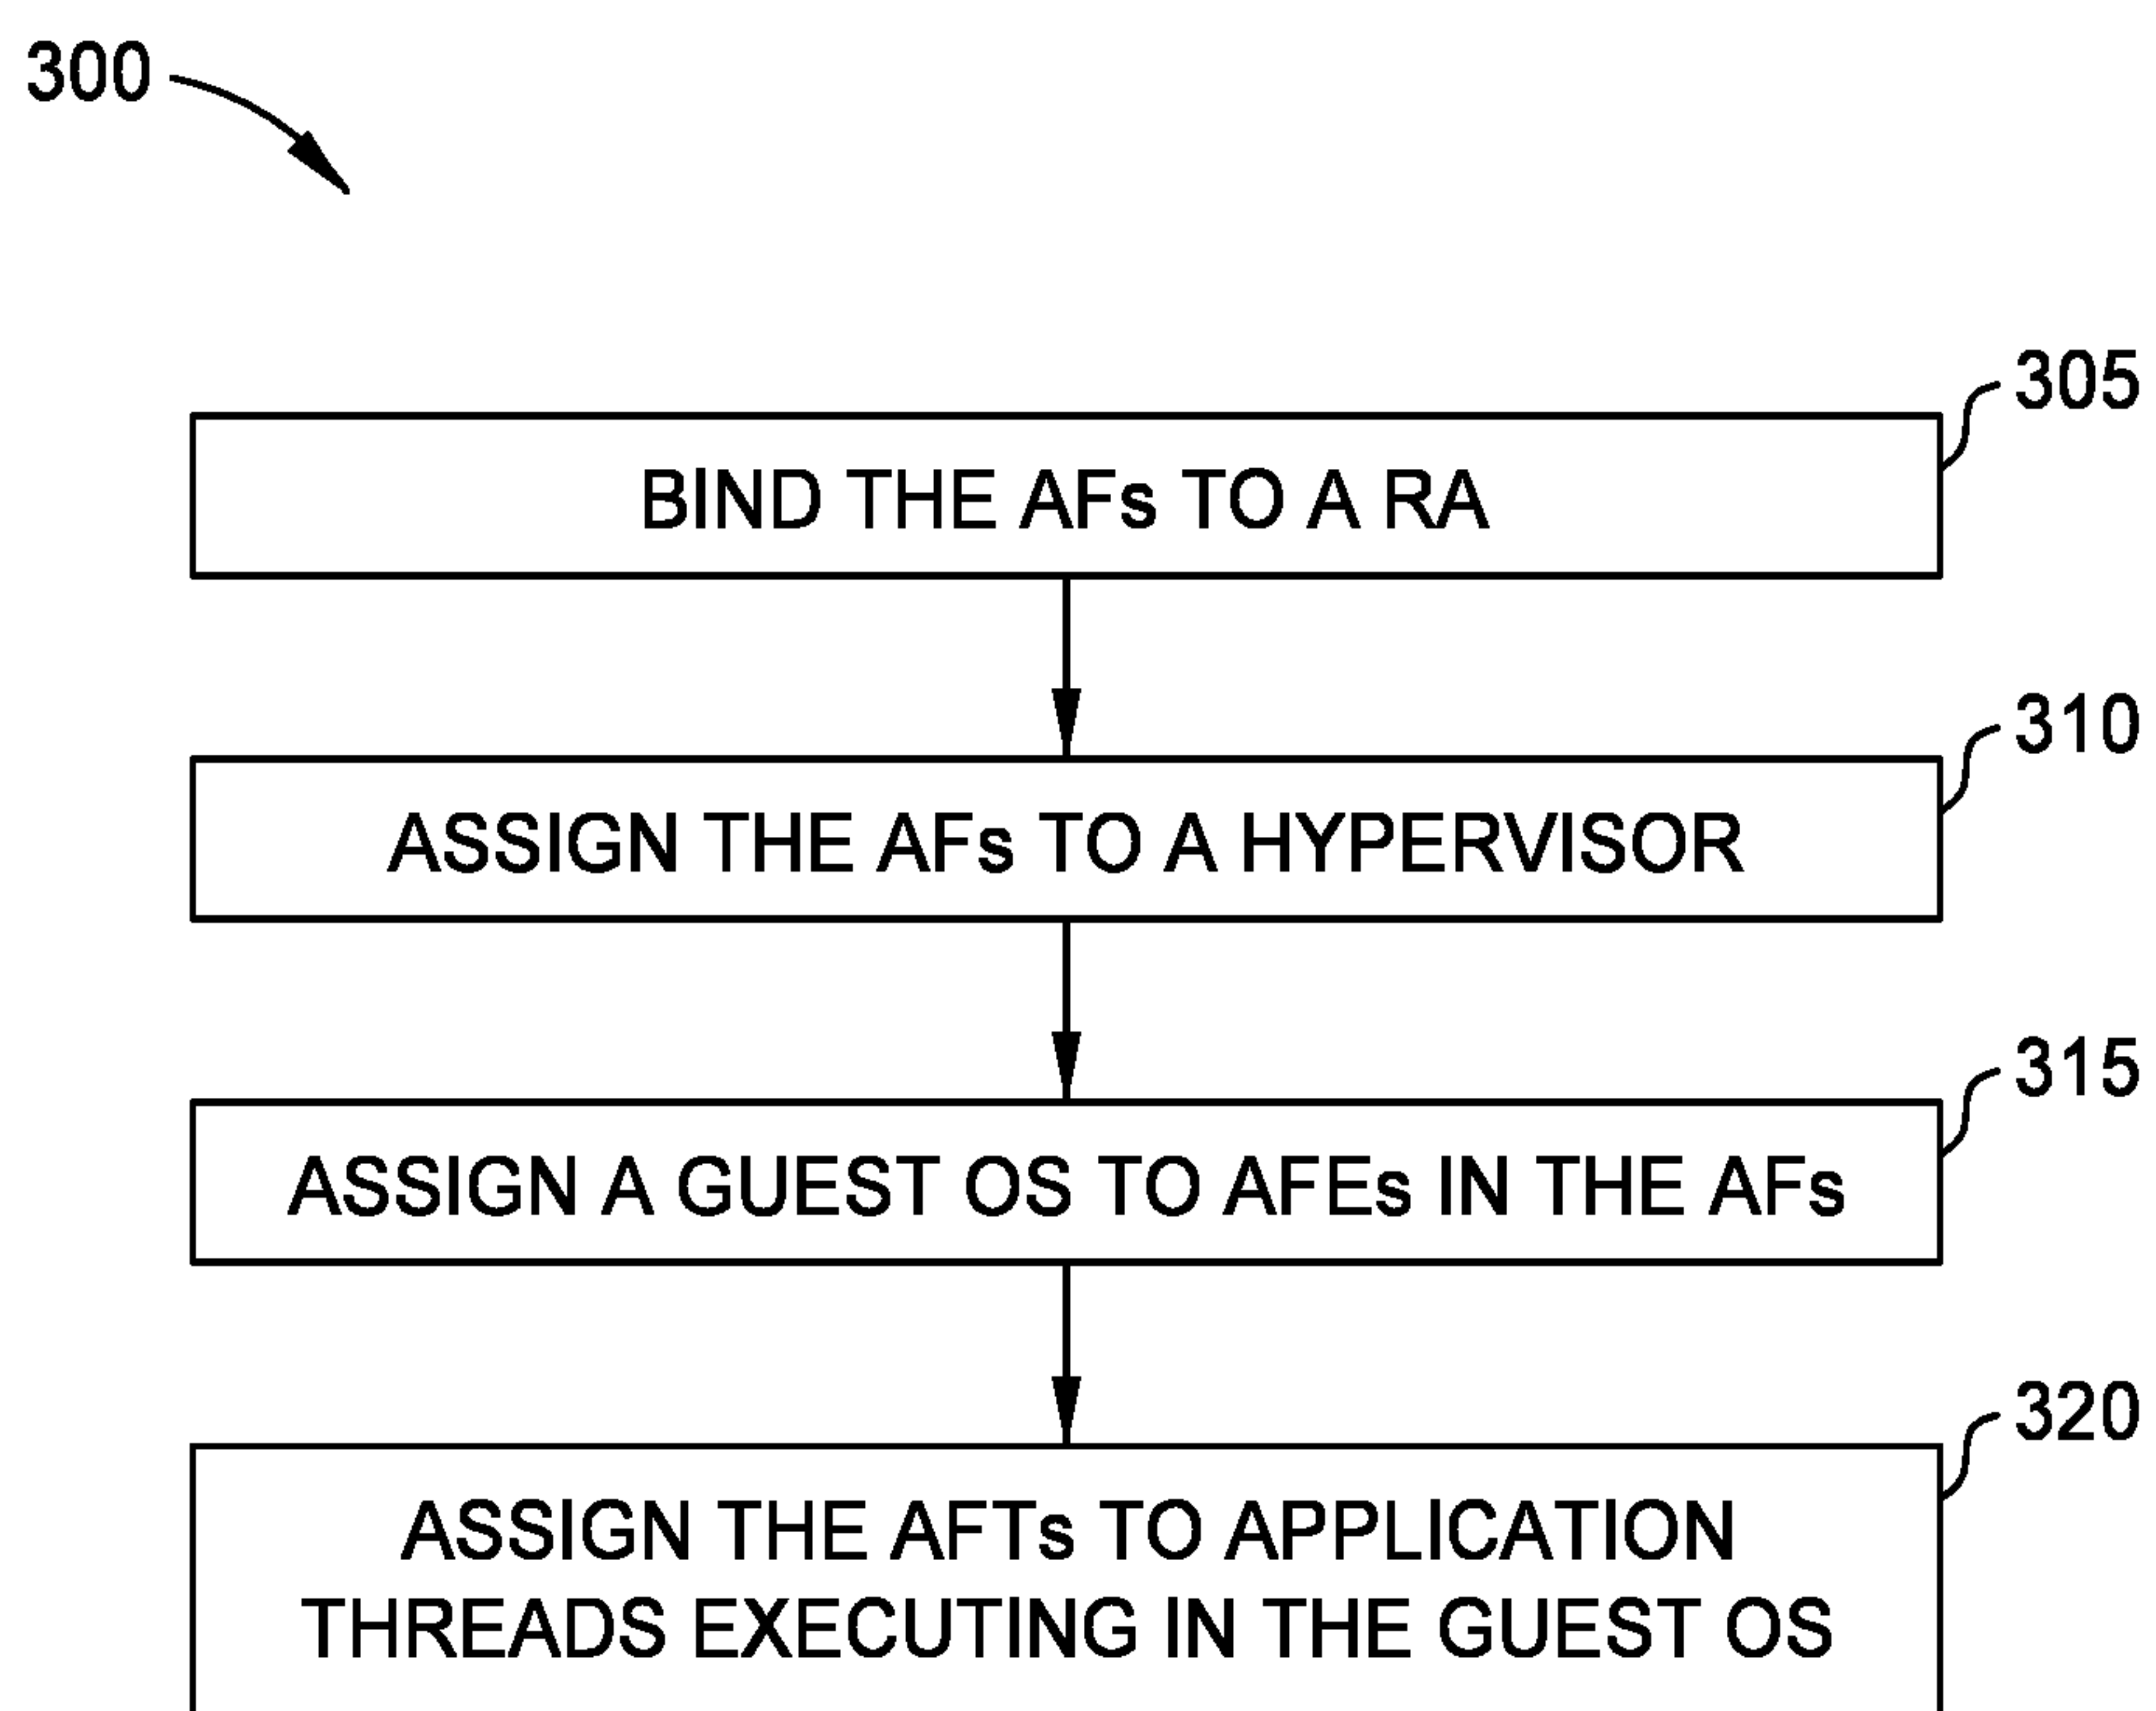 300
305
BIND THE AFs TO A RA
310
ASSIGN THE AFs TO A HYPERVISOR
315
ASSIGN A GUEST OS TO AFEs IN THE AFs
320
ASSIGN THE AFTs TO APPLICATION
THREADS EXECUTING IN THE GUEST OS